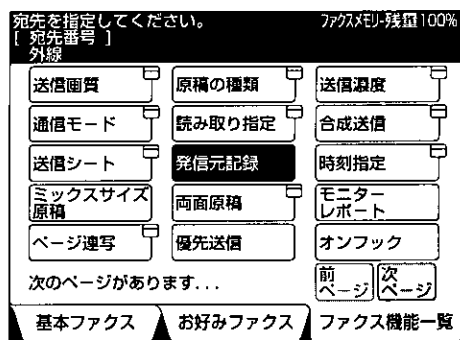 宛先を指定してください。 ファクスメモリ-残量100%
[ 宛先番号 ]
外線
送信画質 原稿の種類 送信濃度
通信モード 読み取り指定 合成送信
送信シート 発信元記録 時刻指定
ミックスサイズ
原稿
両面原稿
モニター
レポート
ページ連写 優先送信 オンフック
次のページがあります...
前
ページ
次
ページ
基本ファクス お好みファクス ファクス機能一覧